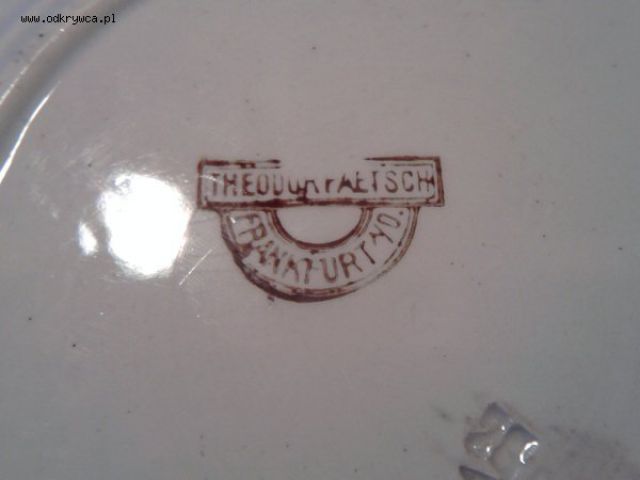 www.odkrywca.pl
THEODOR PAETSCH
FRANKFURT ᴬ/O.